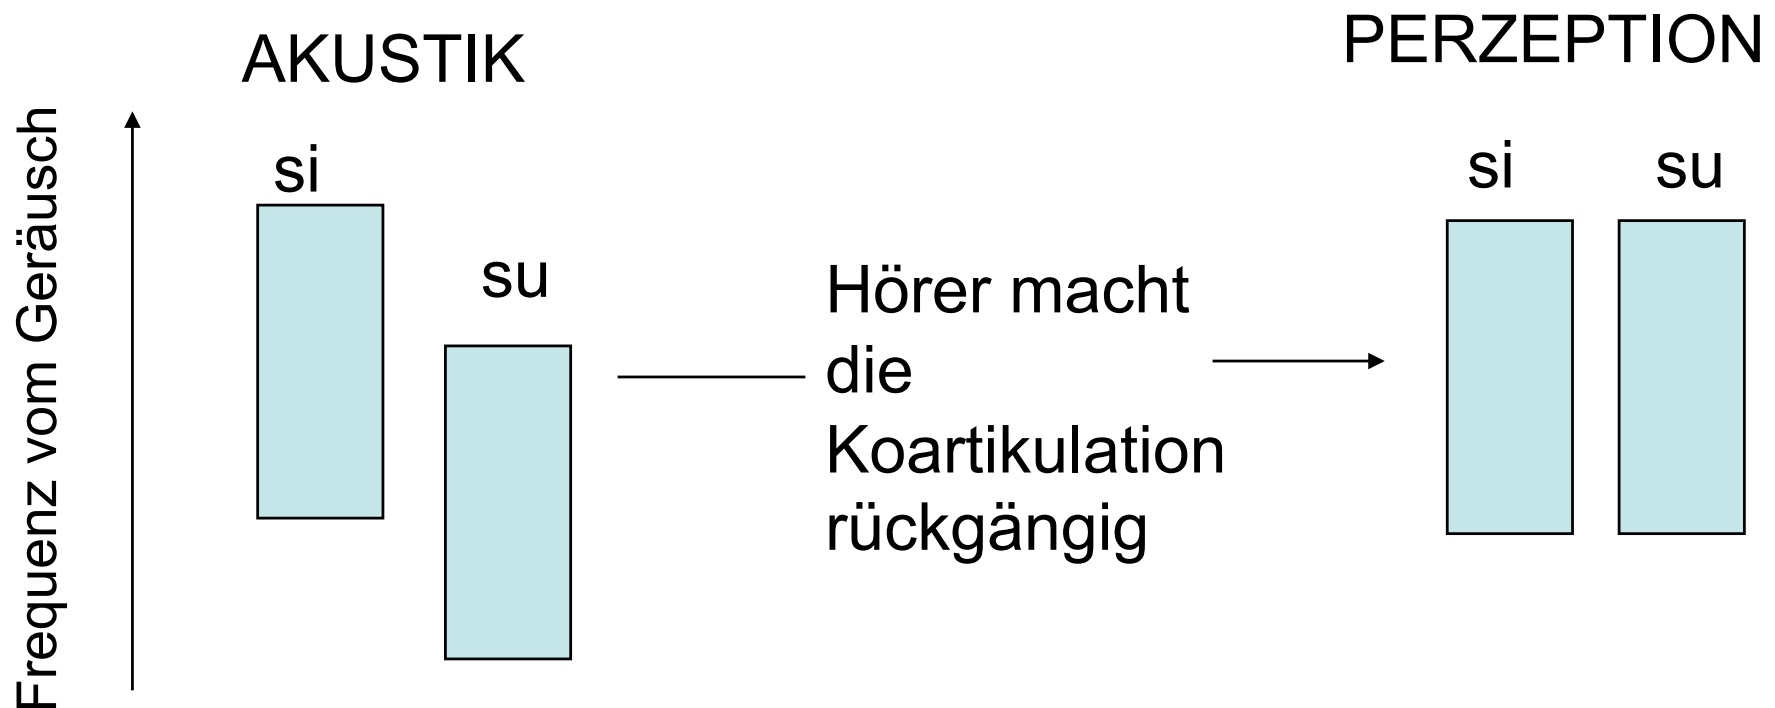 AKUSTIK
PERZEPTION
Frequenz vom Geräusch
si
su
Hörer macht
die
Koartikulation
rückgängig
si
su